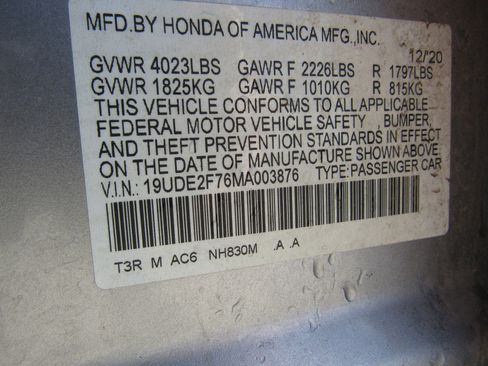 MFD.BY HONDA OF AMERICA MFG.,INC.
12/'20
GVWR 4023LBS GAWR F 2226LBS R 1797LBS
GVWR 1825KG GAWR F 1010KG R 815KG
THIS VEHICLE CONFORMS TO ALL APPLICABLE
FEDERAL MOTOR VEHICLE SAFETY , BUMPER,
AND THEFT PREVENTION STANDARDS IN EFFECT
ON THE DATE OF MANUFACTURE SHOWN ABOVE.
V.I.N.: 19UDE2F76MA003876 TYPE:PASSENGER CAR
T3R M AC6 NH830M .A .A